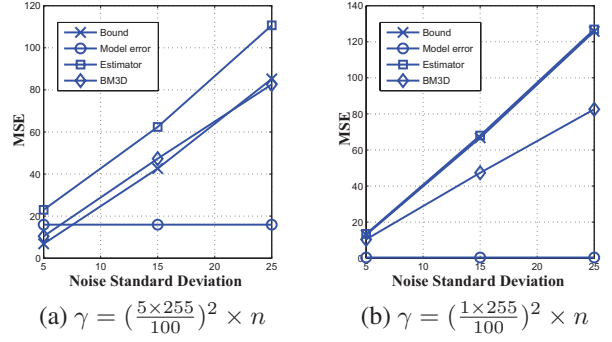 120
100
80
60
40
20
0
MSE
Bound
Model error
Estimator
BM3D
5 10 15 20 25
Noise Standard Deviation
(a) γ = (5×255/100)² × n
140
120
100
80
60
40
20
0
MSE
Bound
Model error
Estimator
BM3D
5 10 15 20 25
Noise Standard Deviation
(b) γ = (1×255/100)² × n